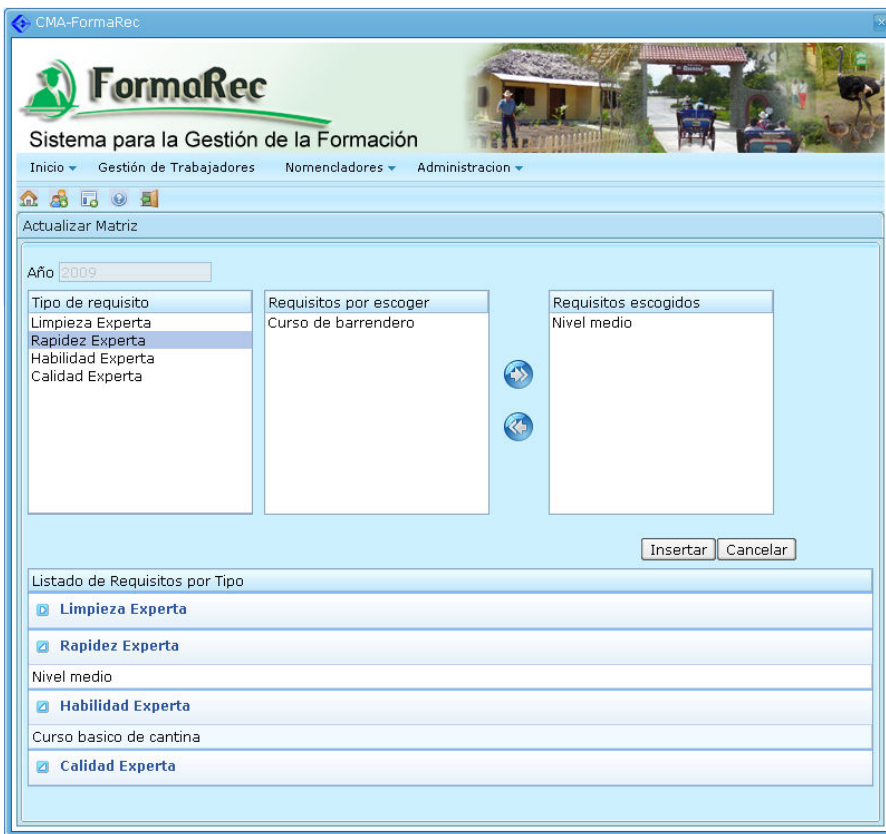 CMA-FormaRec
FormaRec
Sistema para la Gestión de la Formación
Inicio Gestión de Trabajadores Nomencladores Administracion
Actualizar Matriz
Año 2009
Tipo de requisito Requisitos por escoger Requisitos escogidos
Limpieza Experta Curso de barrendero Nivel medio
Rapidez Experta
Habilidad Experta
Calidad Experta
Insertar Cancelar
Listado de Requisitos por Tipo
Limpieza Experta
Rapidez Experta
Nivel medio
Habilidad Experta
Curso basico de cantina
Calidad Experta